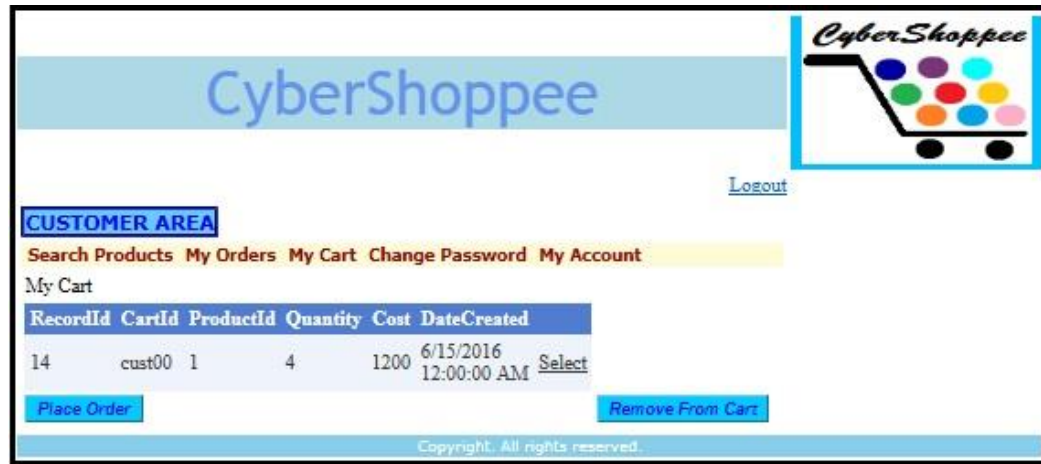 CyberShoppee
CyberShoppee
Logout
CUSTOMER AREA
Search Products My Orders My Cart Change Password My Account
My Cart
RecordId CartId ProductId Quantity Cost DateCreated
14 cust00 1 4 1200 6/15/2016 12:00:00 AM Select
Place Order Remove From Cart
Copyright. All rights reserved.